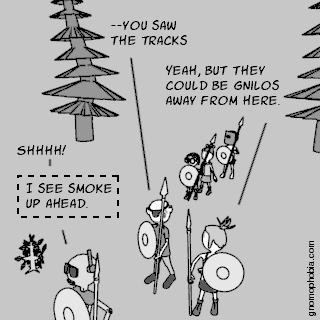 --YOU SAW
THE TRACKS
YEAH, BUT THEY
COULD BE GNILOS
AWAY FROM HERE.
SHHHH!
I SEE SMOKE
UP AHEAD.
gnomophobia.com